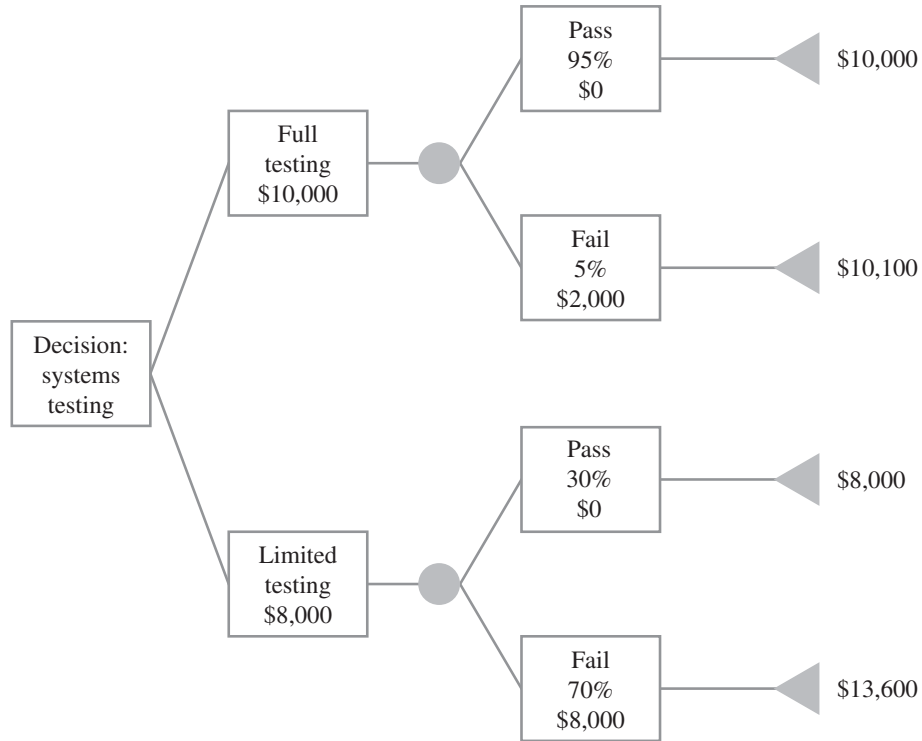 Decision:
systems
testing
Full
testing
$10,000
Pass
95%
$0
$10,000
Fail
5%
$2,000
$10,100
Limited
testing
$8,000
Pass
30%
$0
$8,000
Fail
70%
$8,000
$13,600